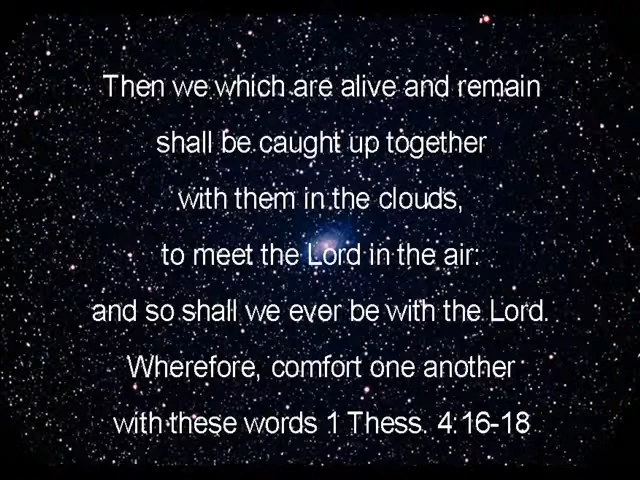 Then we which are alive and remain
shall be caught up together
with them in the clouds,
to meet the Lord in the air:
and so shall we ever be with the Lord.
Wherefore, comfort one another
with these words 1 Thess. 4:16-18